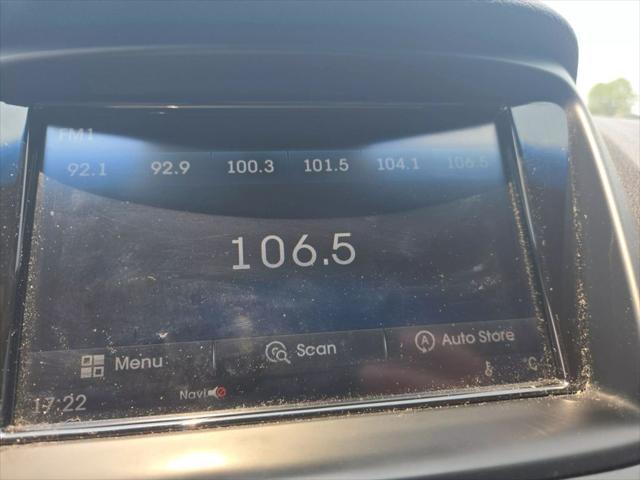 FM1
92.1 92.9 100.3 101.5 104.1 106.5
106.5
Menu Scan Auto Store
17:22 Navi °C